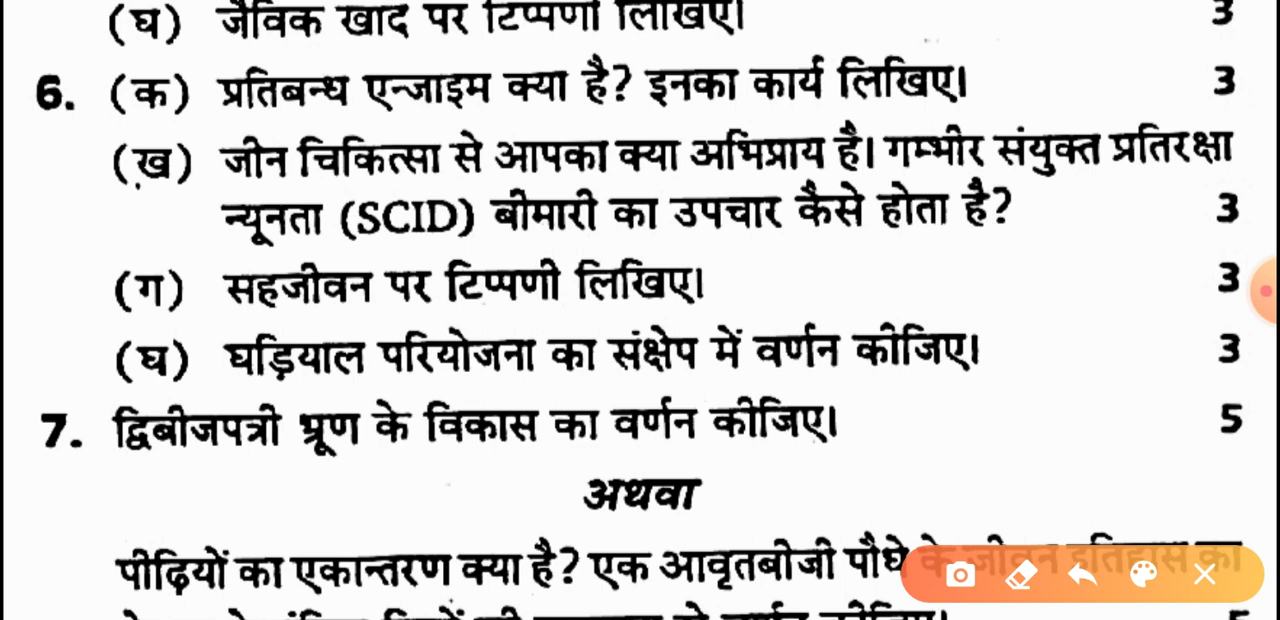 (घ) जैविक खाद पर टिप्पणी लिखिए। 3
6. (क) प्रतिबन्ध एन्जाइम क्या है? इनका कार्य लिखिए। 3
(ख) जीन चिकित्सा से आपका क्या अभिप्राय है। गम्भीर संयुक्त प्रतिरक्षा
न्यूनता (SCID) बीमारी का उपचार कैसे होता है? 3
(ग) सहजीवन पर टिप्पणी लिखिए। 3
(घ) घड़ियाल परियोजना का संक्षेप में वर्णन कीजिए। 3
7. द्विबीजपत्री भ्रूण के विकास का वर्णन कीजिए। 5
अथवा
पीढ़ियों का एकान्तरण क्या है? एक आवृतबीजी पौधे के जीवन इतिहास का